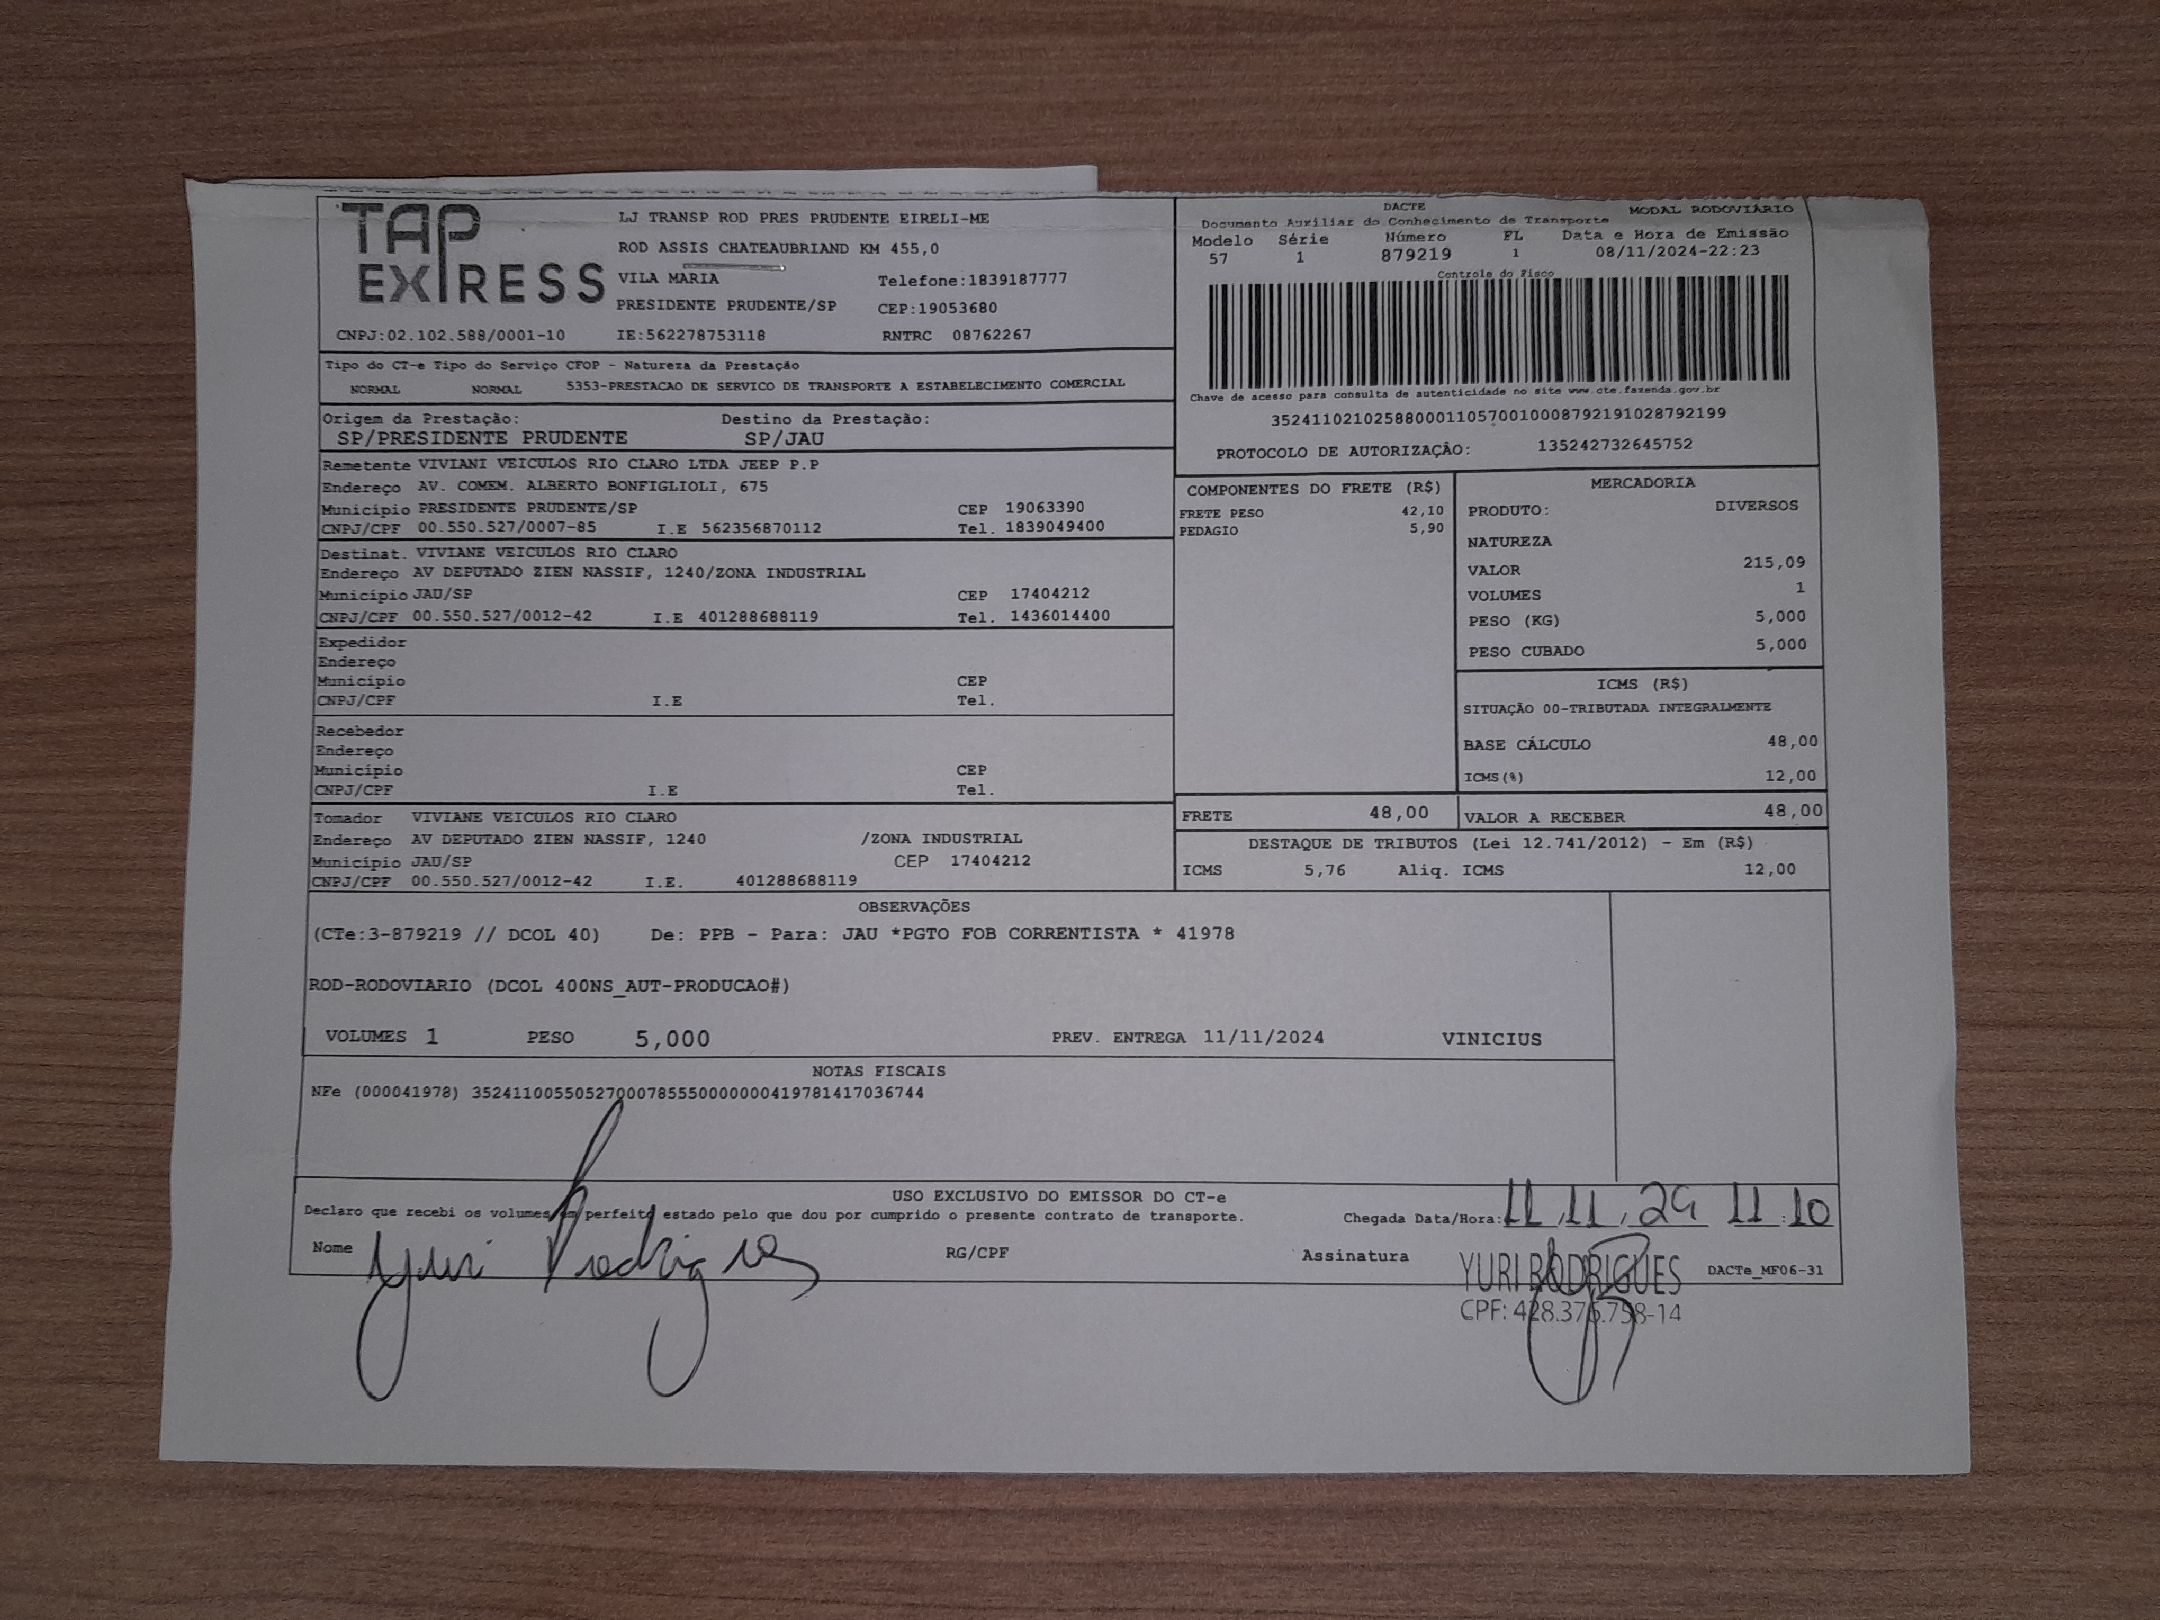 TAP EXPRESS
LJ TRANSP ROD PRES PRUDENTE EIRELI-ME
ROD ASSIS CHATEAUBRIAND KM 455,0
VILA MARIA Telefone:1839187777
PRESIDENTE PRUDENTE/SP CEP:19053680
CNPJ:02.102.588/0001-10 IE:562278753118 RNTRC 08762267
DACTE
Documento Auxiliar do Conhecimento de Transporte MODAL RODOVIÁRIO
Modelo Série Número FL Data e Hora de Emissão
57 1 879219 1 08/11/2024-22:23
Controle do Fisco
Chave de acesso para consulta de autenticidade no site www.cte.fazenda.gov.br
35241102102588000110570010008792191028792199
PROTOCOLO DE AUTORIZAÇÃO: 135242732645752
Tipo do CT-e Tipo do Serviço CFOP - Natureza da Prestação
NORMAL NORMAL 5353-PRESTACAO DE SERVICO DE TRANSPORTE A ESTABELECIMENTO COMERCIAL
Origem da Prestação: Destino da Prestação:
SP/PRESIDENTE PRUDENTE SP/JAU
Remetente VIVIANI VEICULOS RIO CLARO LTDA JEEP P.P
Endereço AV. COMEM. ALBERTO BONFIGLIOLI, 675
Município PRESIDENTE PRUDENTE/SP CEP 19063390
CNPJ/CPF 00.550.527/0007-85 I.E 562356870112 Tel. 1839049400
Destinat. VIVIANE VEICULOS RIO CLARO
Endereço AV DEPUTADO ZIEN NASSIF, 1240/ZONA INDUSTRIAL
Município JAU/SP CEP 17404212
CNPJ/CPF 00.550.527/0012-42 I.E 401288688119 Tel. 1436014400
Expedidor
Endereço
Município CEP
CNPJ/CPF I.E Tel.
Recebedor
Endereço
Município CEP
CNPJ/CPF I.E Tel.
Tomador VIVIANE VEICULOS RIO CLARO
Endereço AV DEPUTADO ZIEN NASSIF, 1240 /ZONA INDUSTRIAL
Município JAU/SP CEP 17404212
CNPJ/CPF 00.550.527/0012-42 I.E. 401288688119
COMPONENTES DO FRETE (R$)
FRETE PESO 42,10
PEDAGIO 5,90
MERCADORIA
PRODUTO: DIVERSOS
NATUREZA
VALOR 215,09
VOLUMES 1
PESO (KG) 5,000
PESO CUBADO 5,000
ICMS (R$)
SITUAÇÃO 00-TRIBUTADA INTEGRALMENTE
BASE CÁLCULO 48,00
ICMS(%) 12,00
FRETE 48,00 VALOR A RECEBER 48,00
DESTAQUE DE TRIBUTOS (Lei 12.741/2012) - Em (R$)
ICMS 5,76 Aliq. ICMS 12,00
OBSERVAÇÕES
(CTe:3-879219 // DCOL 40) De: PPB - Para: JAU *PGTO FOB CORRENTISTA * 41978
ROD-RODOVIARIO (DCOL 400NS_AUT-PRODUCAO#)
VOLUMES 1 PESO 5,000 PREV. ENTREGA 11/11/2024 VINICIUS
NOTAS FISCAIS
NFe (000041978) 35241100550527000785550000000419781417036744
USO EXCLUSIVO DO EMISSOR DO CT-e
Declaro que recebi os volumes em perfeito estado pelo que dou por cumprido o presente contrato de transporte. Chegada Data/Hora: 11, 11, 24 11:10
Nome Yuri Rodrigues RG/CPF Assinatura YURI RODRIGUES DACTe_MF06-31
CPF: 428.376.758-14